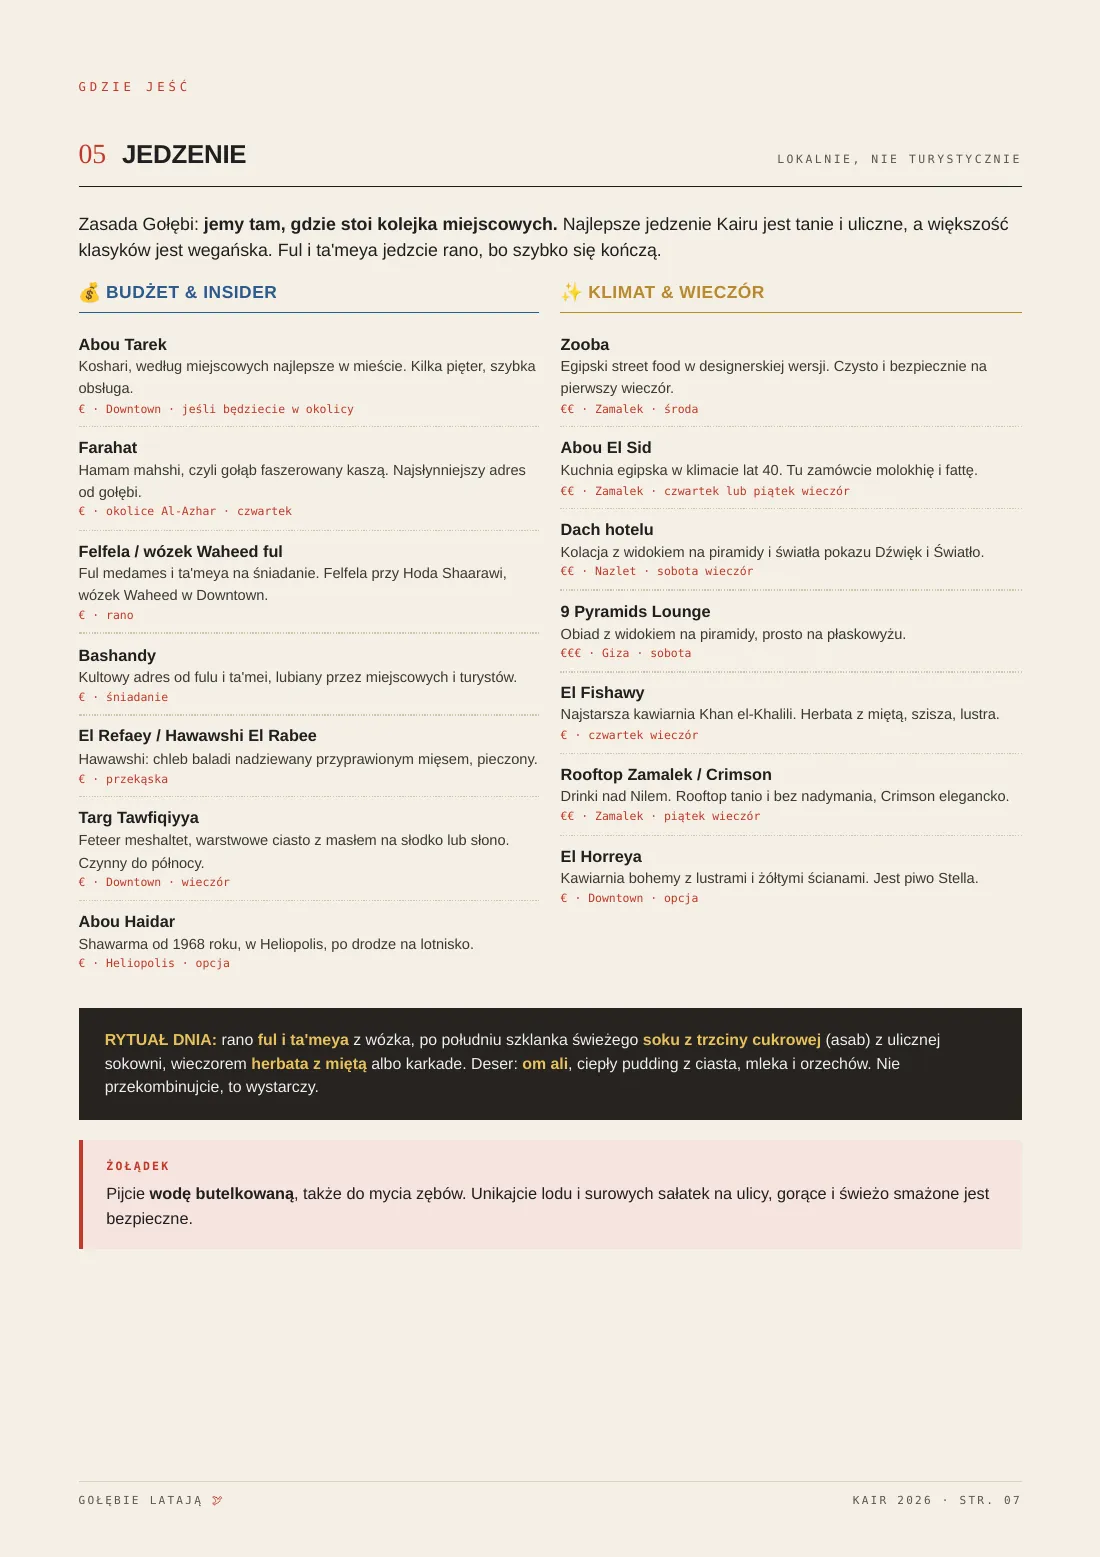 GDZIE JEŚĆ
05 JEDZENIE
LOKALNIE, NIE TURYSTYCZNIE
Zasada Gołębi: jemy tam, gdzie stoi kolejka miejscowych. Najlepsze jedzenie Kairu jest tanie i uliczne, a większość
klasyków jest wegańska. Ful i ta'meya jedzcie rano, bo szybko się kończą.
💰 BUDŻET & INSIDER
Abou Tarek
Koshari, według miejscowych najlepsze w mieście. Kilka pięter, szybka
obsługa.
€ · Downtown · jeśli będziecie w okolicy
Farahat
Hamam mahshi, czyli gołąb faszerowany kaszą. Najsłynniejszy adres
od gołębi.
€ · okolice Al-Azhar · czwartek
Felfela / wózek Waheed ful
Ful medames i ta'meya na śniadanie. Felfela przy Hoda Shaarawi,
wózek Waheed w Downtown.
€ · rano
Bashandy
Kultowy adres od fulu i ta'mei, lubiany przez miejscowych i turystów.
€ · śniadanie
El Refaey / Hawawshi El Rabee
Hawawshi: chleb baladi nadziewany przyprawionym mięsem, pieczony.
€ · przekąska
Targ Tawfiqiyya
Feteer meshaltet, warstwowe ciasto z masłem na słodko lub słono.
Czynny do północy.
€ · Downtown · wieczór
Abou Haidar
Shawarma od 1968 roku, w Heliopolis, po drodze na lotnisko.
€ · Heliopolis · opcja
✨ KLIMAT & WIECZÓR
Zooba
Egipski street food w designerskiej wersji. Czysto i bezpiecznie na
pierwszy wieczór.
€€ · Zamalek · środa
Abou El Sid
Kuchnia egipska w klimacie lat 40. Tu zamówcie molokhię i fattę.
€€ · Zamalek · czwartek lub piątek wieczór
Dach hotelu
Kolacja z widokiem na piramidy i światła pokazu Dźwięk i Światło.
€€ · Nazlet · sobota wieczór
9 Pyramids Lounge
Obiad z widokiem na piramidy, prosto na płaskowyżu.
€€€ · Giza · sobota
El Fishawy
Najstarsza kawiarnia Khan el-Khalili. Herbata z miętą, szisza, lustra.
€ · czwartek wieczór
Rooftop Zamalek / Crimson
Drinki nad Nilem. Rooftop tanio i bez nadymania, Crimson elegancko.
€€ · Zamalek · piątek wieczór
El Horreya
Kawiarnia bohemy z lustrami i żółtymi ścianami. Jest piwo Stella.
€ · Downtown · opcja
RYTUAŁ DNIA: rano ful i ta'meya z wózka, po południu szklanka świeżego soku z trzciny cukrowej (asab) z ulicznej
sokowni, wieczorem herbata z miętą albo karkade. Deser: om ali, ciepły pudding z ciasta, mleka i orzechów. Nie
przekombinujcie, to wystarczy.
ŻOŁĄDEK
Pijcie wodę butelkowaną, także do mycia zębów. Unikajcie lodu i surowych sałatek na ulicy, gorące i świeżo smażone jest
bezpieczne.
GOŁĘBIE LATAJĄ 🕊
KAIR 2026 · STR. 07